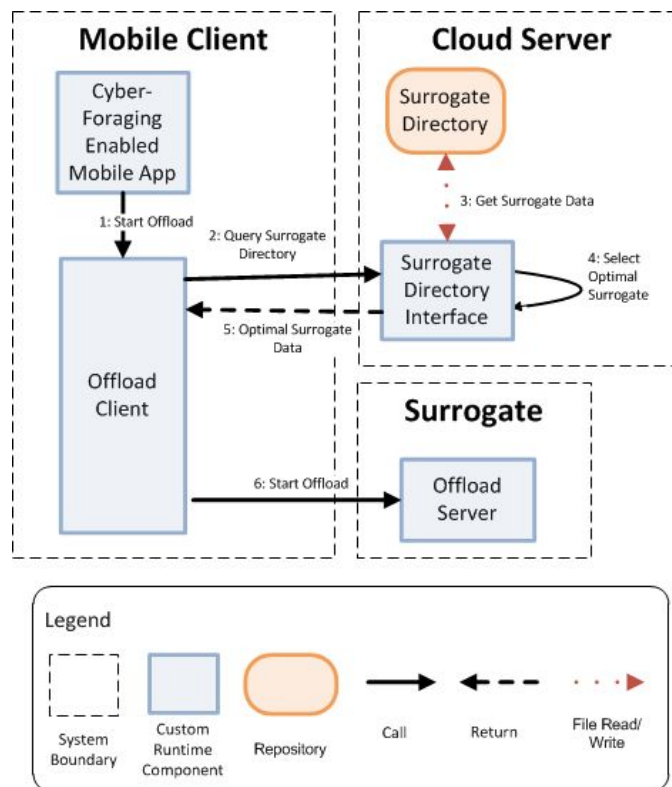 Mobile Client
Cloud Server
Cyber-
Foraging
Enabled
Mobile App
Surrogate
Directory
1: Start Offload
3: Get Surrogate Data
2: Query Surrogate
Directory
Surrogate
Directory
Interface
4: Select
Optimal
Surrogate
5: Optimal Surrogate
Data
Offload
Client
Surrogate
6: Start Offload
Offload
Server
Legend
System
Boundary
Custom
Runtime
Component
Repository
Call
Return
File Read/
Write